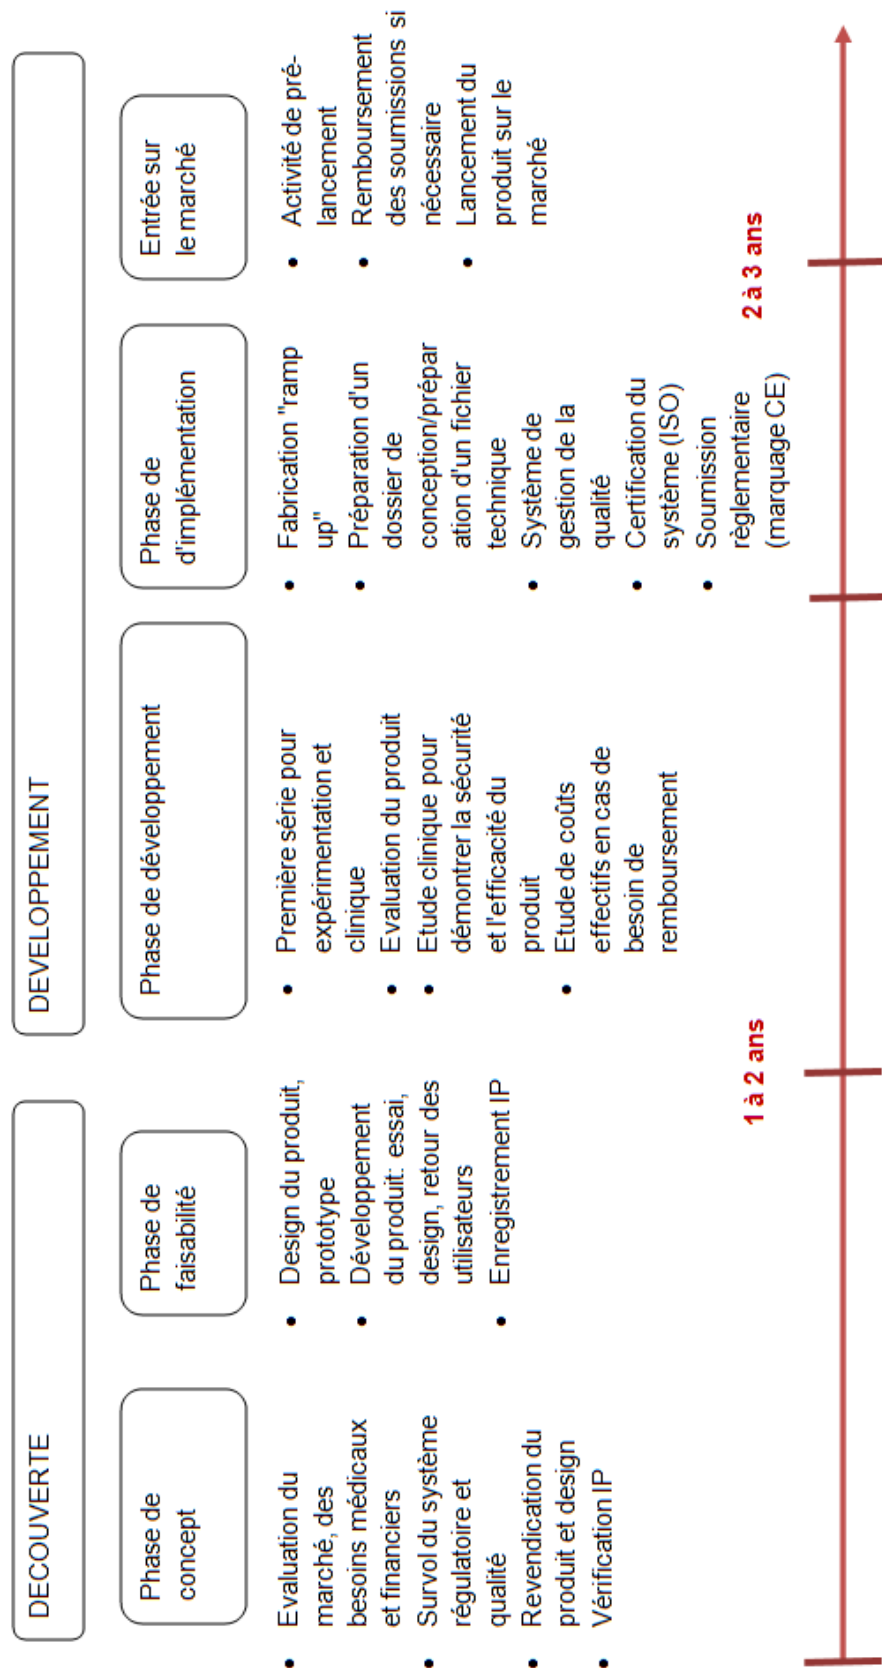 DECOUVERTE
DEVELOPPEMENT
Phase de
concept
Phase de
faisabilité
Phase de développement
Phase de
d'implémentation
Entrée sur
le marché
• Evaluation du
marché, des
besoins médicaux
et financiers
• Survol du système
régulatoire et
qualité
• Revendication du
produit et design
• Vérification IP
• Design du produit,
prototype
• Développement
du produit: essai,
design, retour des
utilisateurs
• Enregistrement IP
• Première série pour
expérimentation et
clinique
• Evaluation du produit
• Etude clinique pour
démontrer la sécurité
et l'efficacité du
produit
• Etude de coûts
effectifs en cas de
besoin de
remboursement
• Fabrication "ramp
up"
• Préparation d'un
dossier de
conception/prépar
ation d'un fichier
technique
• Système de
gestion de la
qualité
• Certification du
système (ISO)
• Soumission
règlementaire
(marquage CE)
• Activité de pré-
lancement
• Remboursement
des soumissions si
nécessaire
• Lancement du
produit sur le
marché
1 à 2 ans
2 à 3 ans